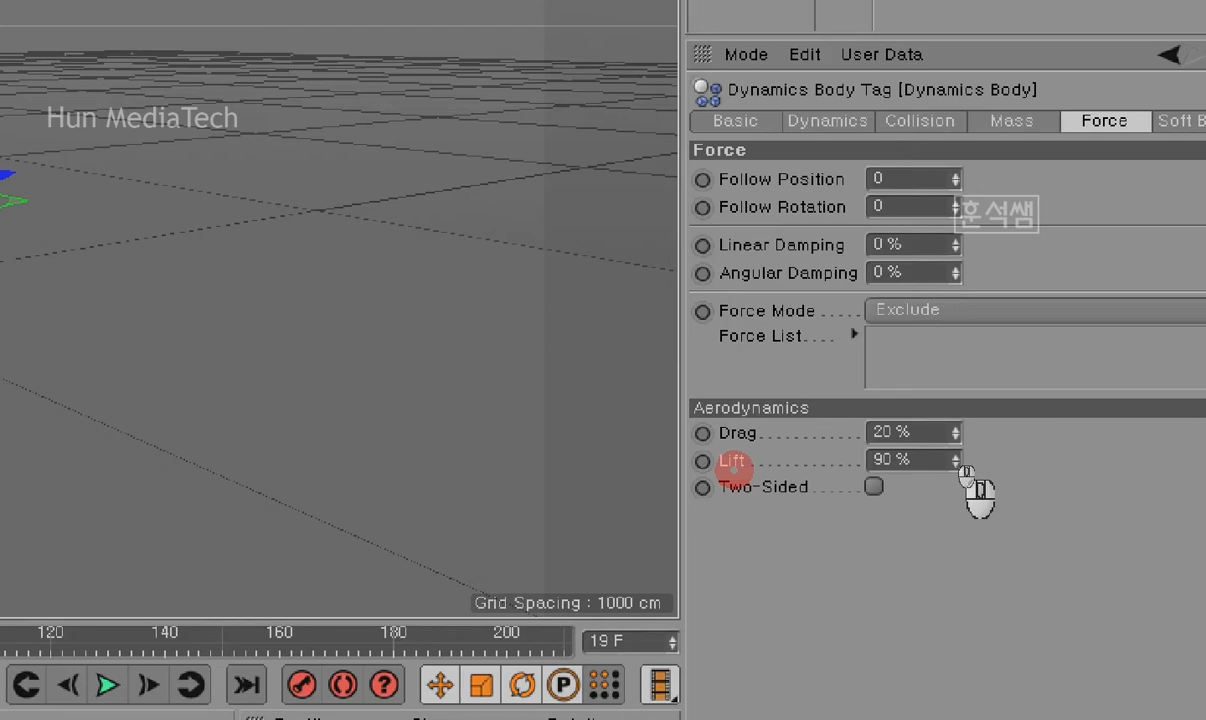 Mode Edit User Data
Hun MediaTech
Dynamics Body Tag [Dynamics Body]
Basic Dynamics Collision Mass Force Soft B
Force
Follow Position 0
Follow Rotation 0
훈석쌤
Linear Damping 0 %
Angular Damping 0 %
Force Mode ..... Exclude
Force List....
Aerodynamics
Drag 20 %
Lift 90 %
Two-Sided
Grid Spacing : 1000 cm
120 140 160 180 200 19 F
P